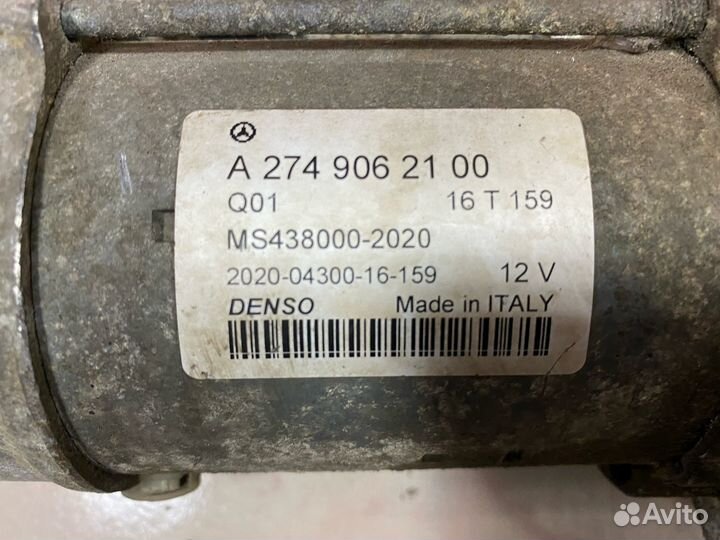 A 274 906 21 00
Q01 16 T 159
MS438000-2020
2020-04300-16-159 12 V
DENSO Made in ITALY
Avito